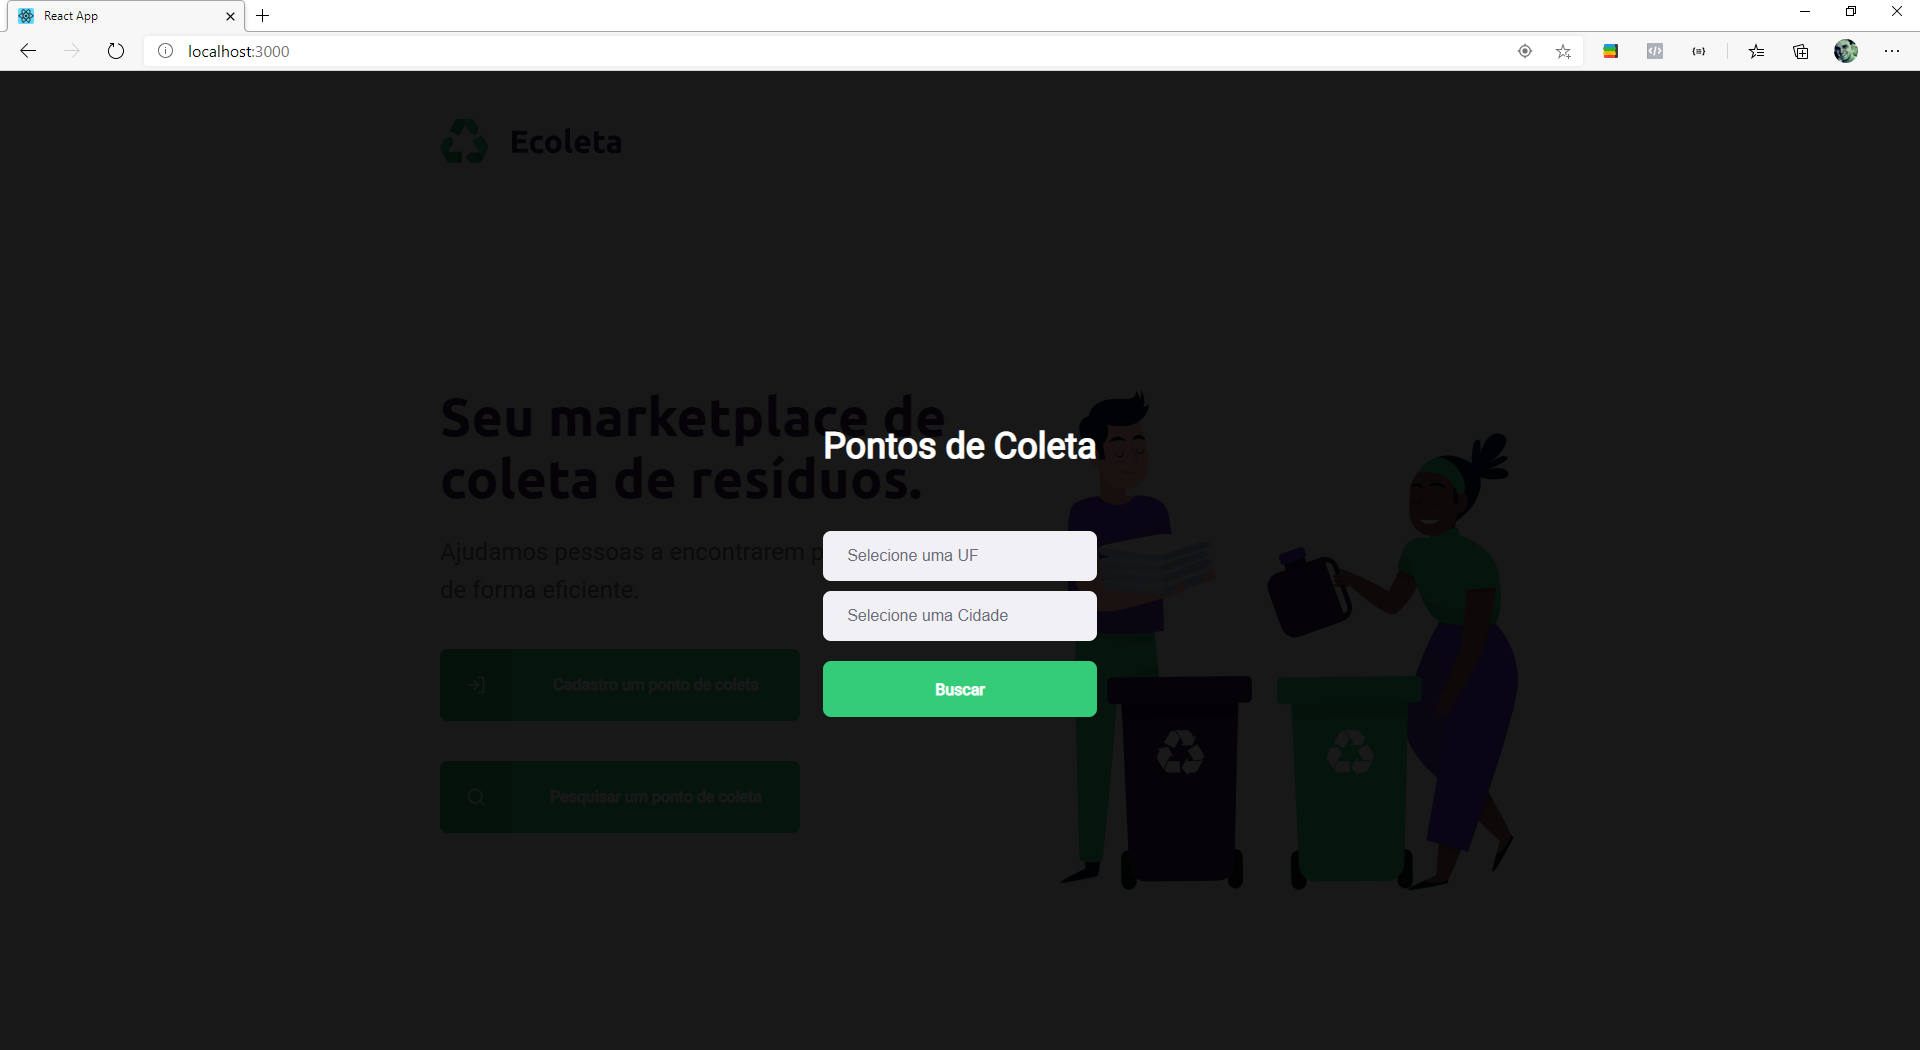 React App
localhost:3000
Ecoleta
Seu marketplace de
coleta de resíduos.
Ajudamos pessoas a encontrarem p
de forma eficiente.
Cadastro um ponto de coleta
Pesquisar um ponto de coleta
Pontos de Coleta
Selecione uma UF
Selecione uma Cidade
Buscar